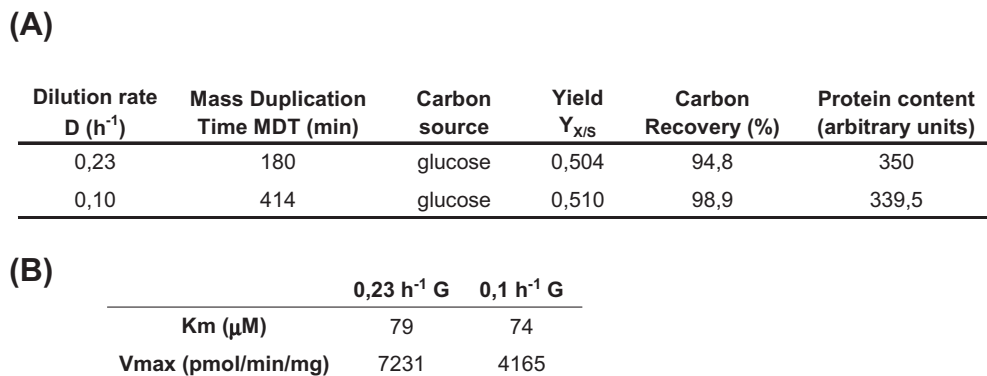 (A)
Dilution rate Mass Duplication Carbon Yield Carbon Protein content
D (h⁻¹) Time MDT (min) source Y_X/S Recovery (%) (arbitrary units)
0,23 180 glucose 0,504 94,8 350
0,10 414 glucose 0,510 98,9 339,5
(B)
0,23 h⁻¹ G 0,1 h⁻¹ G
Km (μM) 79 74
Vmax (pmol/min/mg) 7231 4165